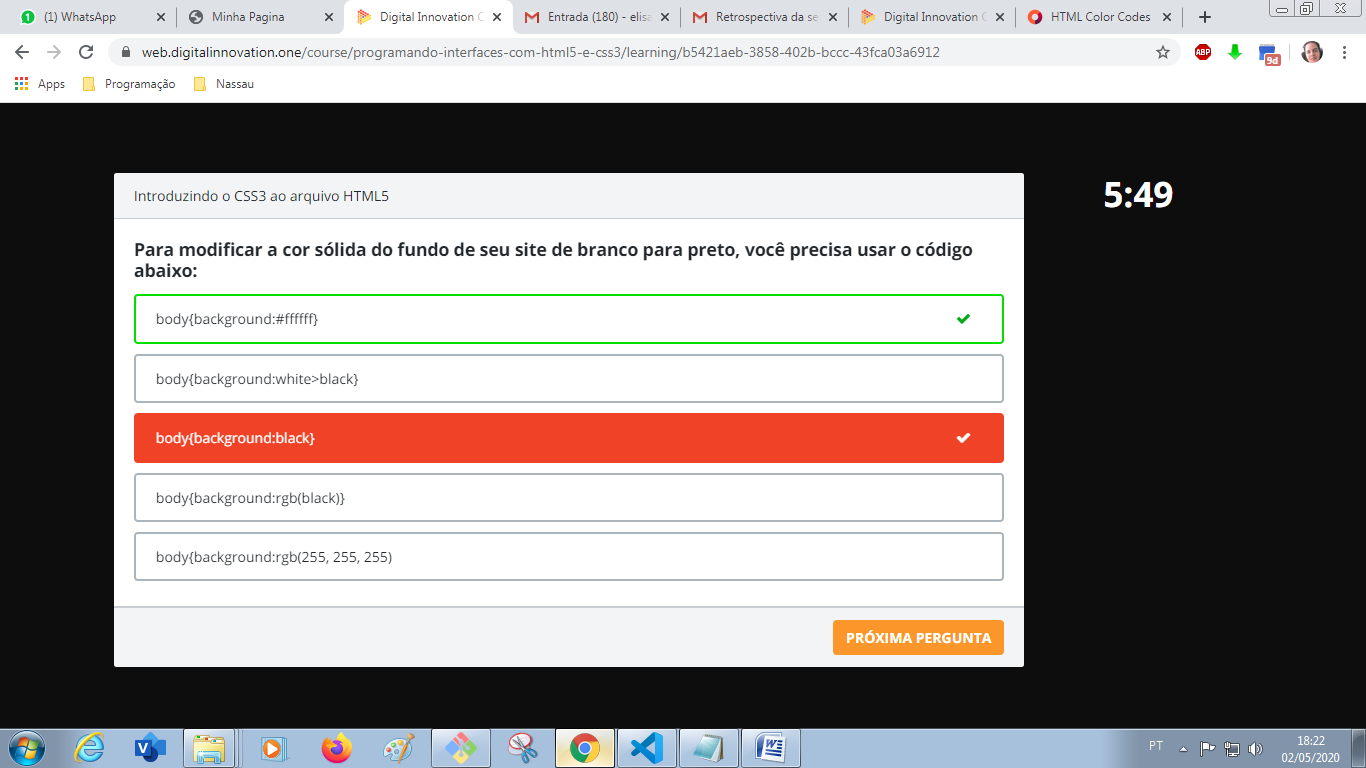 (1) WhatsApp
Minha Pagina
Digital Innovation O
Entrada (180) - elisa
Retrospectiva da se
Digital Innovation O
HTML Color Codes
web.digitalinnovation.one/course/programando-interfaces-com-html5-e-css3/learning/b5421aeb-3858-402b-bccc-43fca03a6912
ABP
9d
Apps
Programação
Nassau
Introduzindo o CSS3 ao arquivo HTML5
5:49
Para modificar a cor sólida do fundo de seu site de branco para preto, você precisa usar o código
abaixo:
body{background:#ffffff}
body{background:white>black}
body{background:black}
body{background:rgb(black)}
body{background:rgb(255, 255, 255)
PRÓXIMA PERGUNTA
PT
18:22
02/05/2020